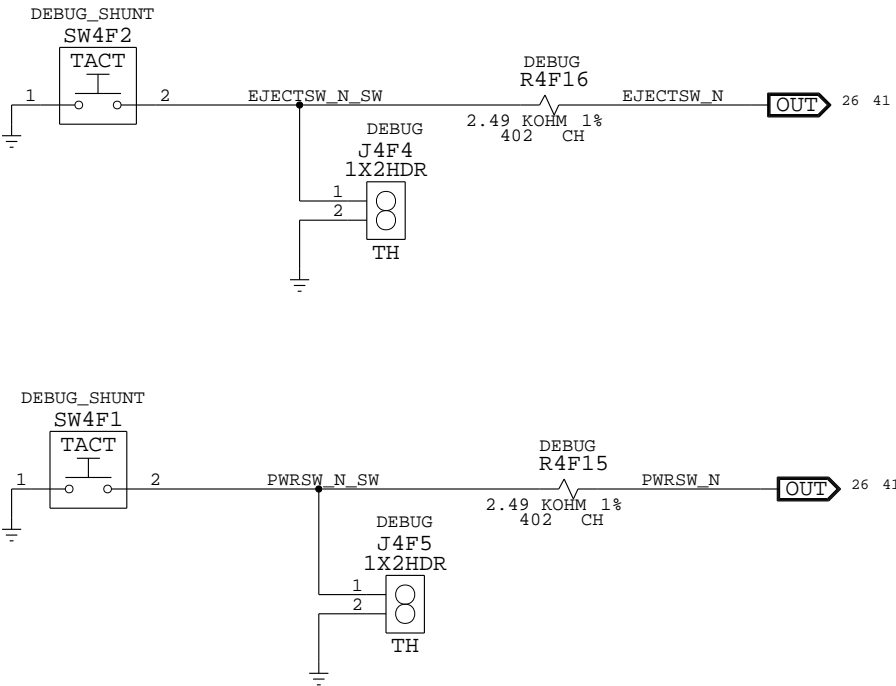 DEBUG_SHUNT
SW4F2
TACT
1
2
EJECTSW_N_SW
DEBUG
R4F16
2.49 KOHM 1%
402 CH
EJECTSW_N
OUT
26 41
DEBUG
J4F4
1X2HDR
1
2
TH
DEBUG_SHUNT
SW4F1
TACT
1
2
PWRSW_N_SW
DEBUG
R4F15
2.49 KOHM 1%
402 CH
PWRSW_N
OUT
26 41
DEBUG
J4F5
1X2HDR
1
2
TH